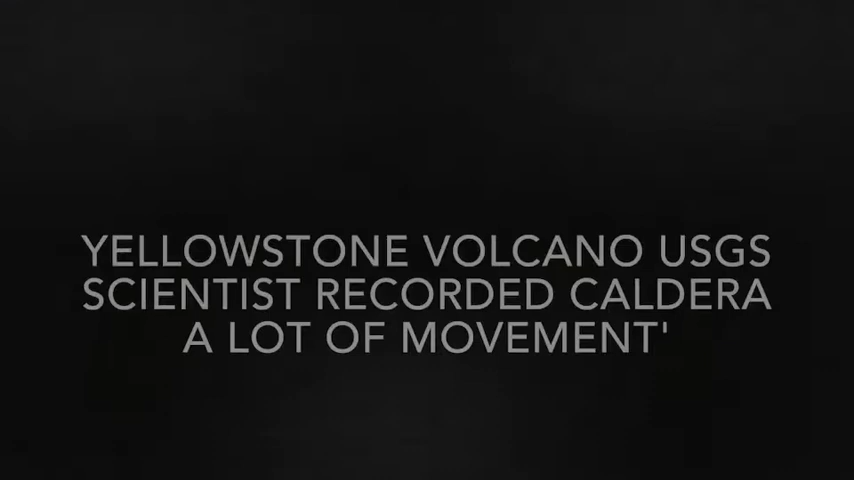 YELLOWSTONE VOLCANO USGS
SCIENTIST RECORDED CALDERA
A LOT OF MOVEMENT'